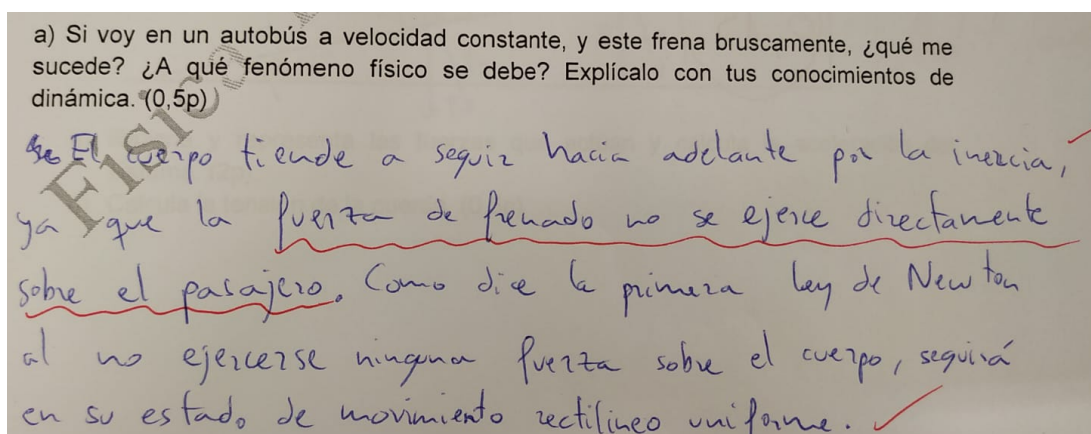 a) Si voy en un autobús a velocidad constante, y este frena bruscamente, ¿qué me
sucede? ¿A qué fenómeno físico se debe? Explícalo con tus conocimientos de
dinámica. (0,5p)
El cuerpo tiende a seguir hacia adelante por la inercia,
ya que la fuerza de frenado no se ejerce directamente
sobre el pasajero. Como dice la primera ley de Newton
al no ejercerse ninguna fuerza sobre el cuerpo, seguirá
en su estado de movimiento rectilineo uniforme.
Física